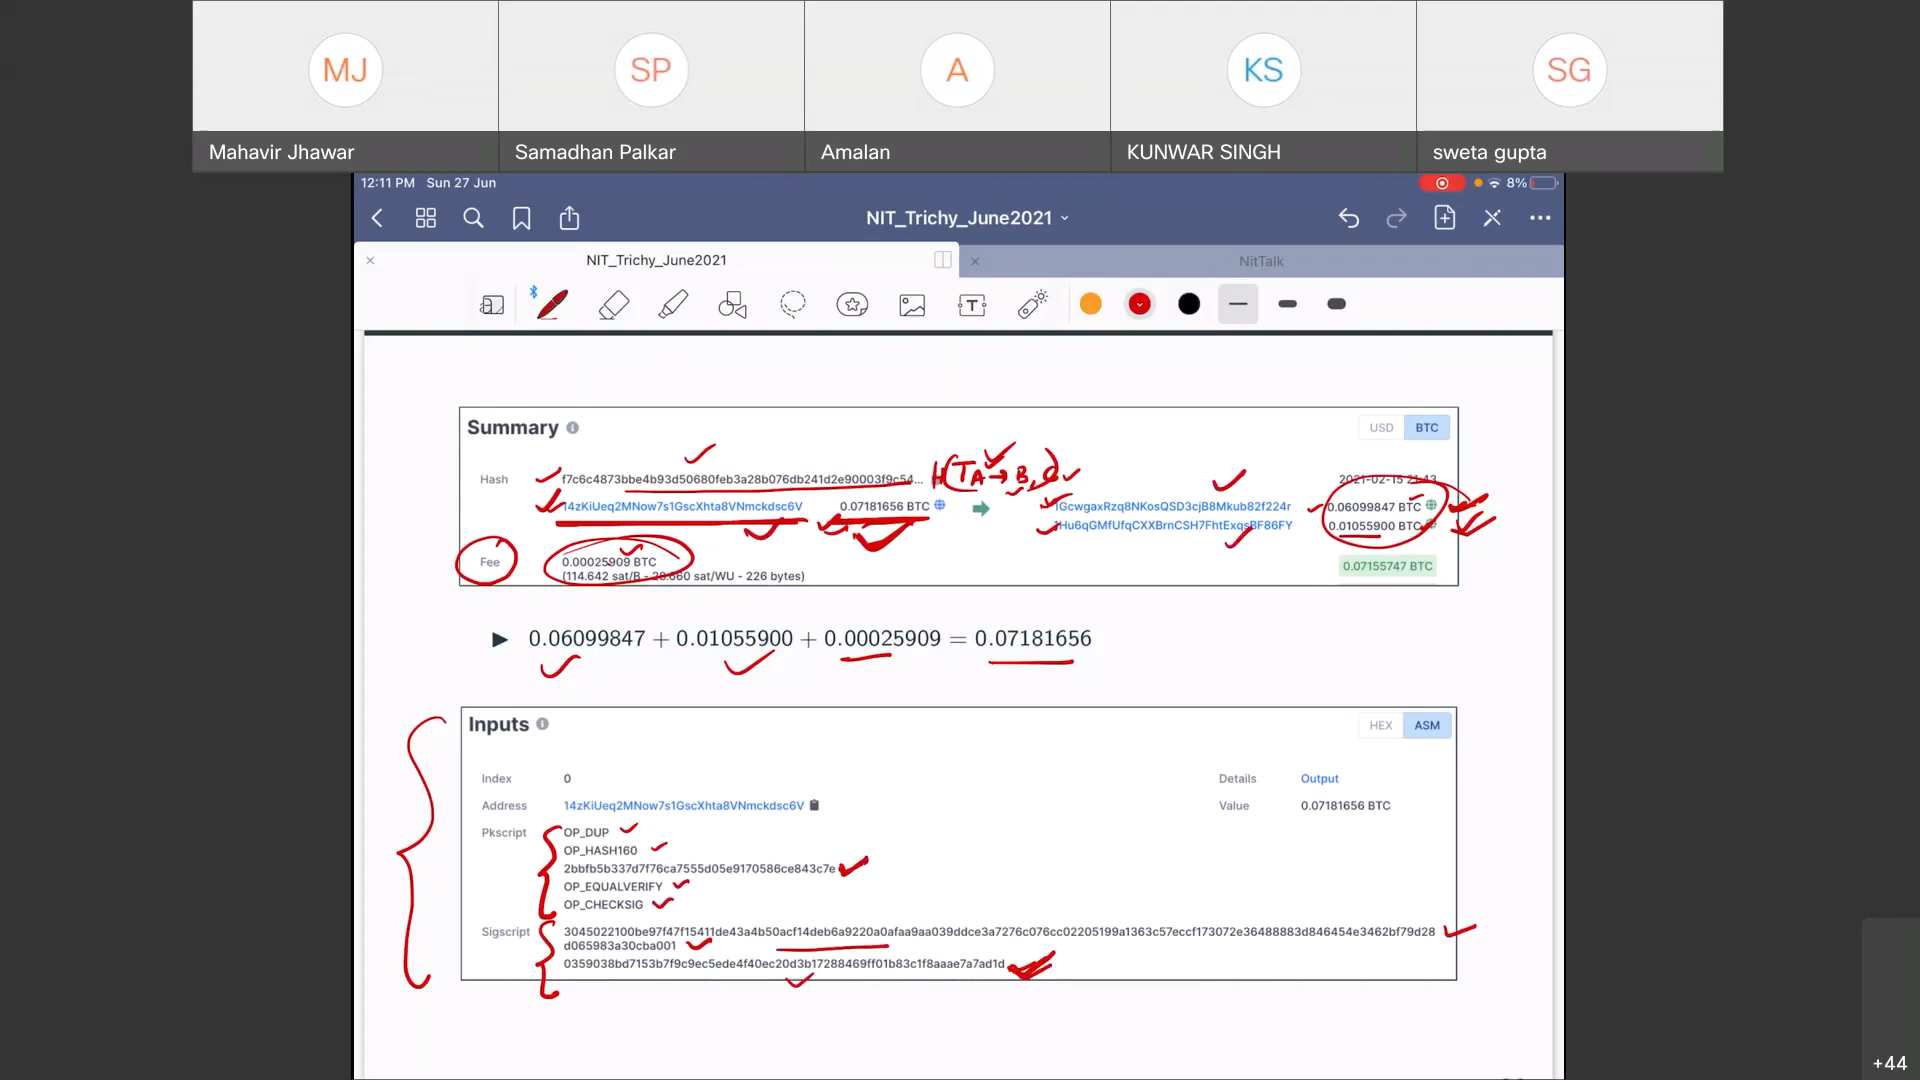 MJ SP A KS SG
Mahavir Jhawar Samadhan Palkar Amalan KUNWAR SINGH sweta gupta
12:11 PM Sun 27 Jun 8%
NIT_Trichy_June2021
NIT_Trichy_June2021 NitTalk
Summary USD BTC
Hash f7c6c4873bbe4b93d50680feb3a28b076db241d2e90003f9c54... H(TA→B, 2021-02-15
14zKiUeq2MNow7s1GscXhta8VNmckdsc6V 0.07181656 BTC 1GcwgaxRzq8NKosQSD3cjB8Mkub82f224r 0.06099847 BTC
1Hu6qGMfUfqCXXBrnCSH7FhtExqsBF86FY 0.01055900 BTC
Fee 0.00025909 BTC
(114.642 sat/B - 28.660 sat/WU - 226 bytes) 0.07155747 BTC
► 0.06099847 + 0.01055900 + 0.00025909 = 0.07181656
Inputs HEX ASM
Index 0 Details Output
Address 14zKiUeq2MNow7s1GscXhta8VNmckdsc6V Value 0.07181656 BTC
Pkscript OP_DUP
OP_HASH160
2bbfb5b337d7f76ca7555d05e9170586ce843c7e
OP_EQUALVERIFY
OP_CHECKSIG
Sigscript 3045022100be97f47f15411de43a4b50acf14deb6a9220a0afaa9aa039ddce3a7276c076cc02205199a1363c57eccf173072e36488883d846454e3462bf79d28
d065983a30cba001
0359038bd7153b7f9c9ec5ede4f40ec20d3b17288469ff01b83c1f8aaae7a7ad1d
+44